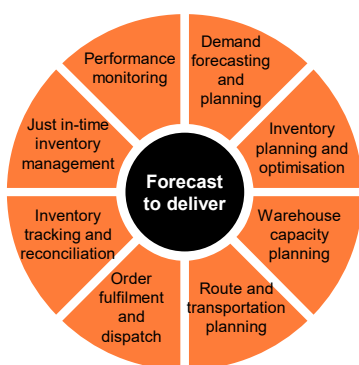 Performance
monitoring
Demand
forecasting
and
planning
Inventory
planning and
optimisation
Warehouse
capacity
planning
Route and
transportation
planning
Order
fulfilment
and
dispatch
Inventory
tracking and
reconciliation
Just in-time
inventory
management
Forecast
to deliver